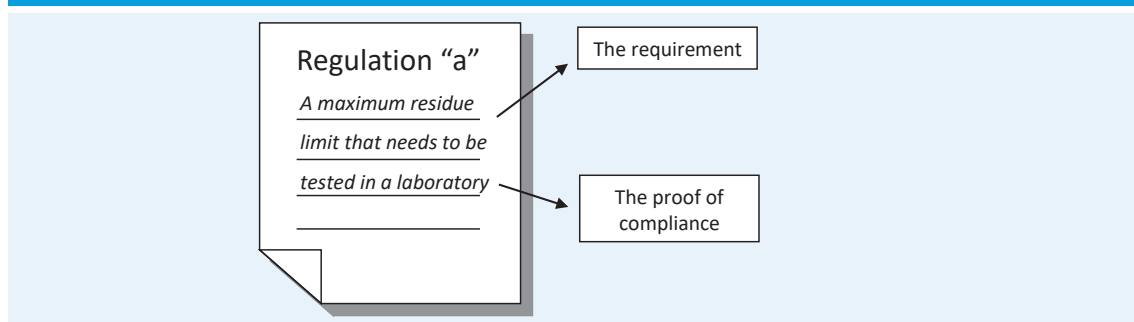 Regulation “a”
A maximum residue
limit that needs to be
tested in a laboratory
The requirement
The proof of
compliance